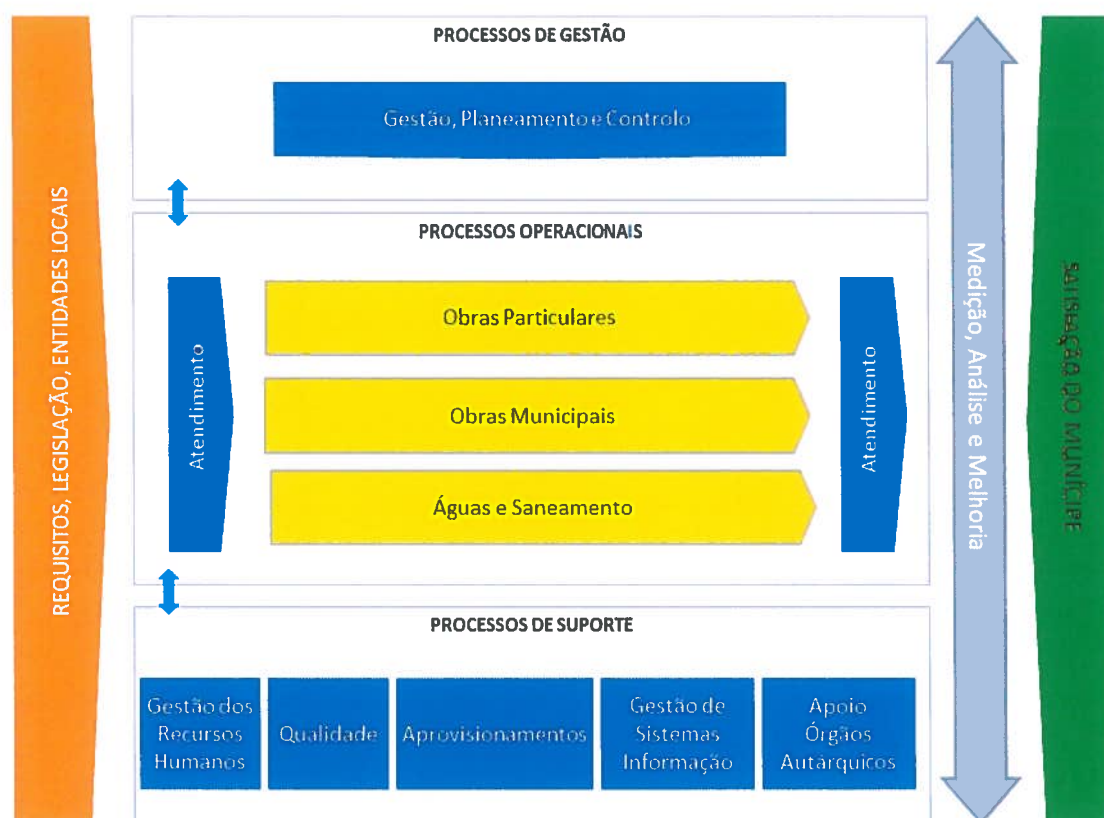 REQUISITOS, LEGISLAÇÃO, ENTIDADES LOCAIS
PROCESSOS DE GESTÃO
Gestão, Planeamento e Controlo
PROCESSOS OPERACIONAIS
Atendimento
Obras Particulares
Obras Municipais
Águas e Saneamento
Atendimento
PROCESSOS DE SUPORTE
Gestão dos
Recursos
Humanos
Qualidade
Aprovisionamentos
Gestão de
Sistemas
Informação
Apoio
Órgãos
Autárquicos
Medição, Análise e Melhoria
SATISFAÇÃO DO MUNÍCIPE